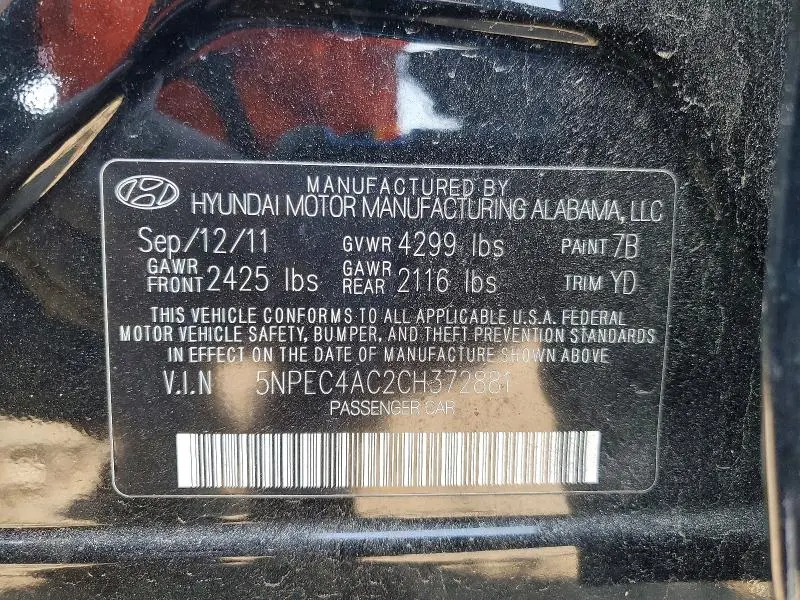 MANUFACTURED BY
HYUNDAI MOTOR MANUFACTURING ALABAMA, LLC
Sep/12/11 GVWR 4299 lbs PAINT 7B
GAWR FRONT 2425 lbs GAWR REAR 2116 lbs TRIM YD
THIS VEHICLE CONFORMS TO ALL APPLICABLE U.S.A. FEDERAL
MOTOR VEHICLE SAFETY, BUMPER, AND THEFT PREVENTION STANDARDS
IN EFFECT ON THE DATE OF MANUFACTURE SHOWN ABOVE.
V.I.N 5NPEC4AC2CH372881
PASSENGER CAR